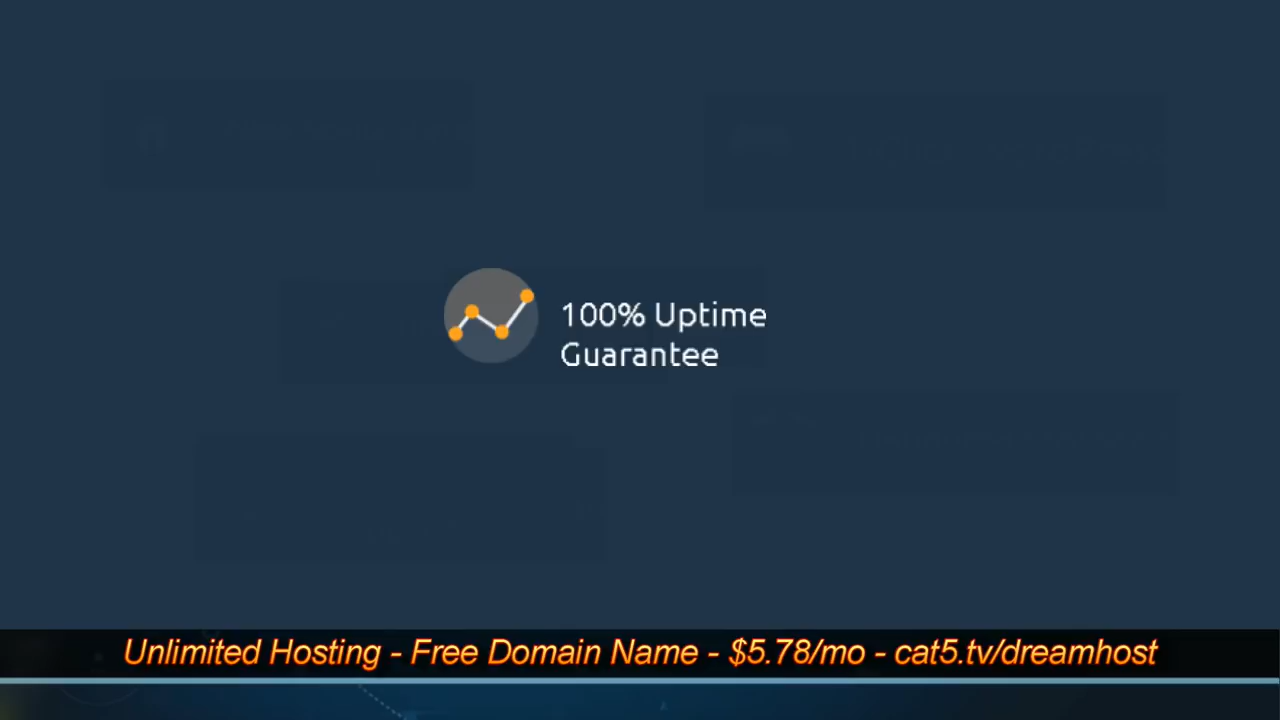 100% Uptime
Guarantee
Unlimited Hosting - Free Domain Name - $5.78/mo - cat5.tv/dreamhost